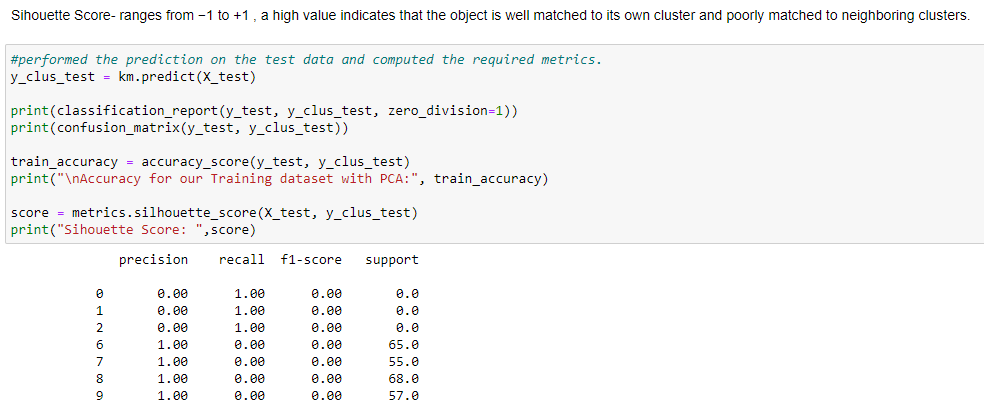 Sihouette Score- ranges from −1 to +1 , a high value indicates that the object is well matched to its own cluster and poorly matched to neighboring clusters.
#performed the prediction on the test data and computed the required metrics.
y_clus_test = km.predict(X_test)
print(classification_report(y_test, y_clus_test, zero_division=1))
print(confusion_matrix(y_test, y_clus_test))
train_accuracy = accuracy_score(y_test, y_clus_test)
print("\nAccuracy for our Training dataset with PCA:", train_accuracy)
score = metrics.silhouette_score(X_test, y_clus_test)
print("Sihouette Score: ",score)
precision recall f1-score support
0 0.00 1.00 0.00 0.0
1 0.00 1.00 0.00 0.0
2 0.00 1.00 0.00 0.0
6 1.00 0.00 0.00 65.0
7 1.00 0.00 0.00 55.0
8 1.00 0.00 0.00 68.0
9 1.00 0.00 0.00 57.0